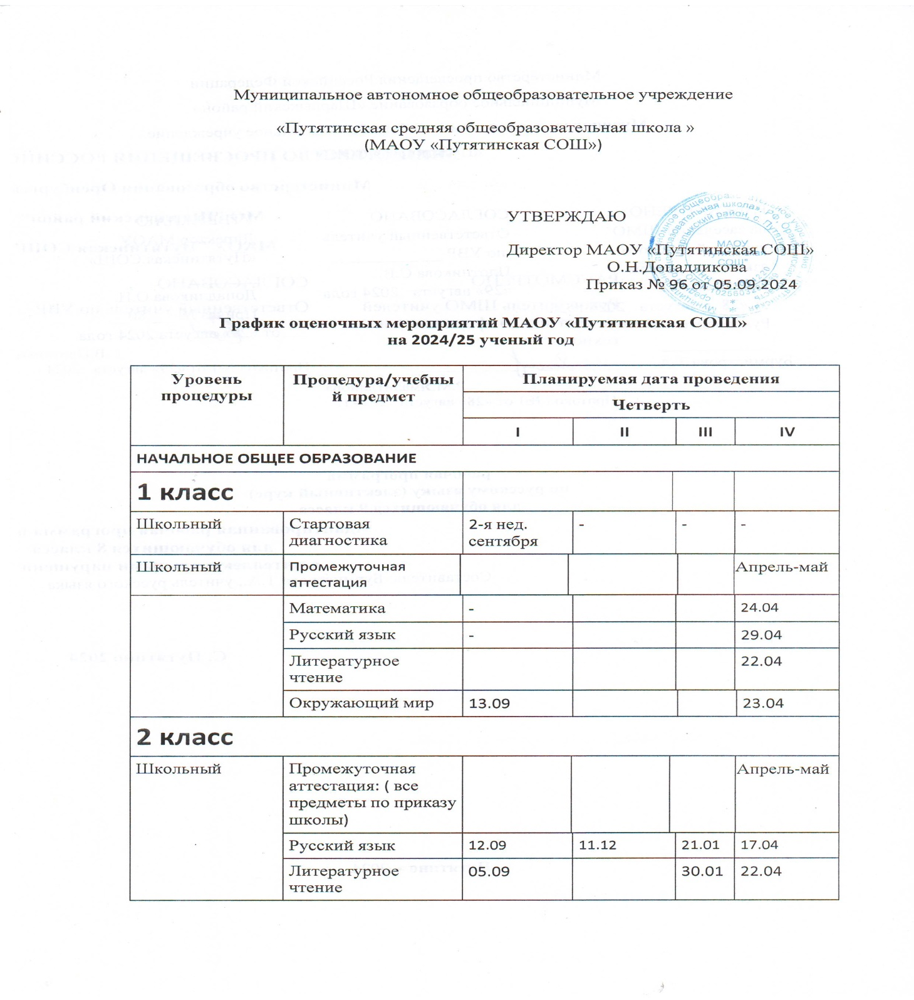 Муниципальное автономное общеобразовательное учреждение
«Путятинская средняя общеобразовательная школа »
(МАОУ «Путятинская СОШ»)
УТВЕРЖДАЮ
Директор МАОУ «Путятинская СОШ»
О.Н.Допадликова
Приказ № 96 от 05.09.2024
МАОУ
"Путятинская
СОШ"
График оценочных мероприятий МАОУ «Путятинская СОШ»
на 2024/25 ученый год
Уровень процедуры Процедура/учебны Планируемая дата проведения
й предмет
Четверть
I II III IV
НАЧАЛЬНОЕ ОБЩЕЕ ОБРАЗОВАНИЕ
1 класс
Школьный Стартовая 2-я нед. - - -
диагностика сентября
Школьный Промежуточная Апрель-май
аттестация
Математика - 24.04
Русский язык - 29.04
Литературное 22.04
чтение
Окружающий мир 13.09 23.04
2 класс
Школьный Промежуточная Апрель-май
аттестация: ( все
предметы по приказу
школы)
Русский язык 12.09 11.12 21.01 17.04
Литературное 05.09 30.01 22.04
чтение